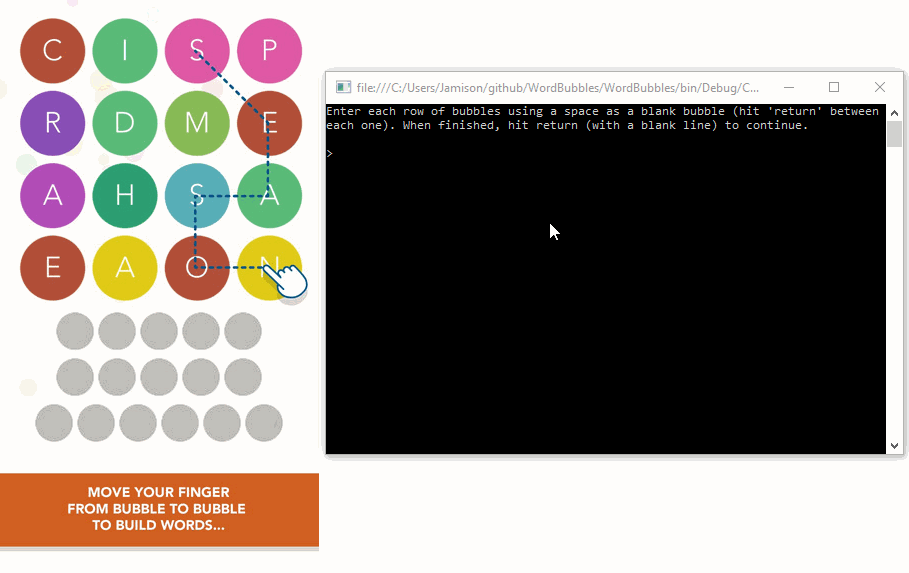 C I S P
R D M E
A H S A
E A O N
MOVE YOUR FINGER
FROM BUBBLE TO BUBBLE
TO BUILD WORDS...
file:///C:/Users/Jamison/github/WordBubbles/WordBubbles/bin/Debug/C...
Enter each row of bubbles using a space as a blank bubble (hit 'return' between
each one). When finished, hit return (with a blank line) to continue.
>